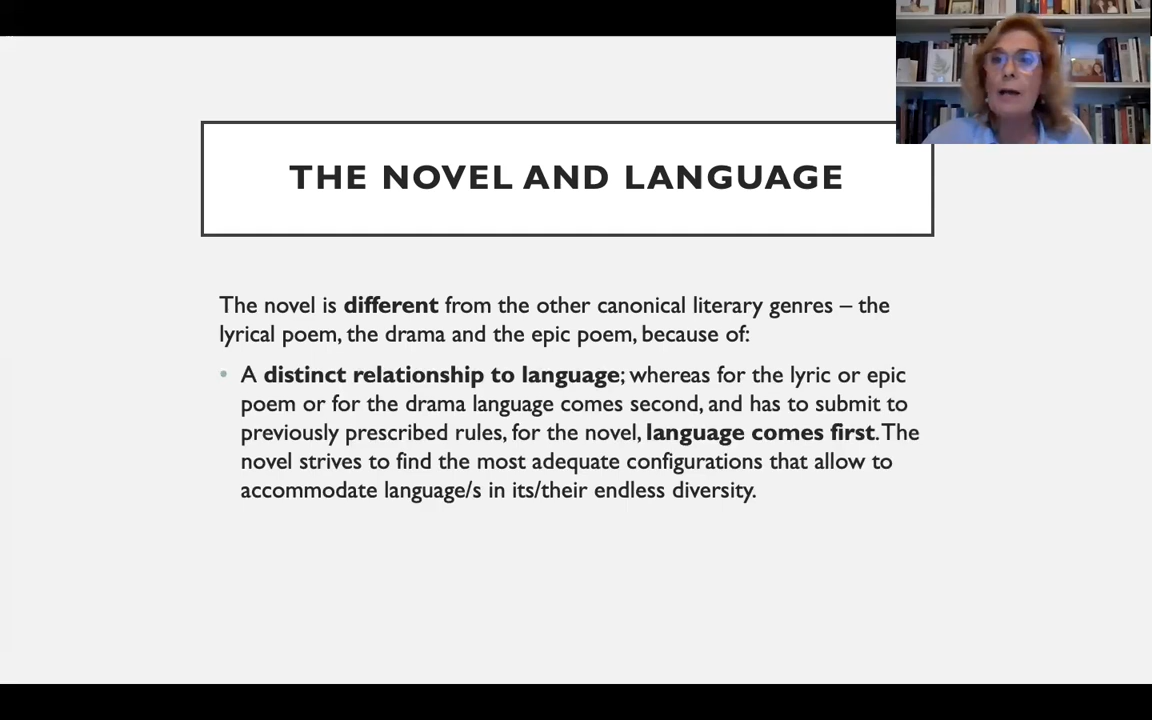 THE NOVEL AND LANGUAGE
The novel is different from the other canonical literary genres – the
lyrical poem, the drama and the epic poem, because of:
• A distinct relationship to language; whereas for the lyric or epic
poem or for the drama language comes second, and has to submit to
previously prescribed rules, for the novel, language comes first. The
novel strives to find the most adequate configurations that allow to
accommodate language/s in its/their endless diversity.